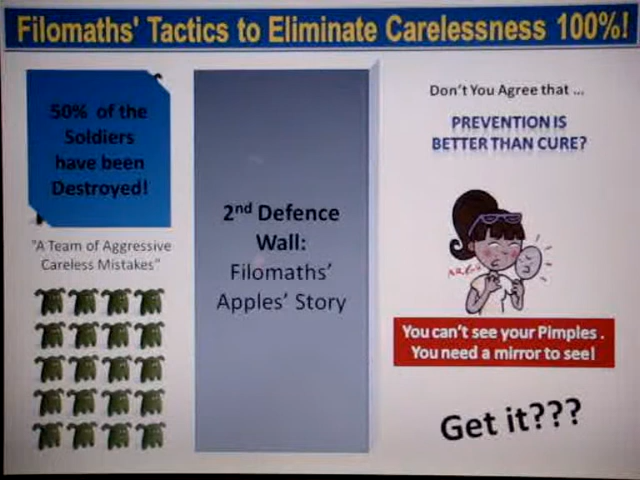 Filomaths' Tactics to Eliminate Carelessness 100%!
50% of the
Soldiers
have been
Destroyed!
"A Team of Aggressive
Careless Mistakes"
2nd Defence
Wall:
Filomaths'
Apples' Story
Don't You Agree that ...
PREVENTION IS
BETTER THAN CURE?
You can't see your Pimples .
You need a mirror to see!
Get it???